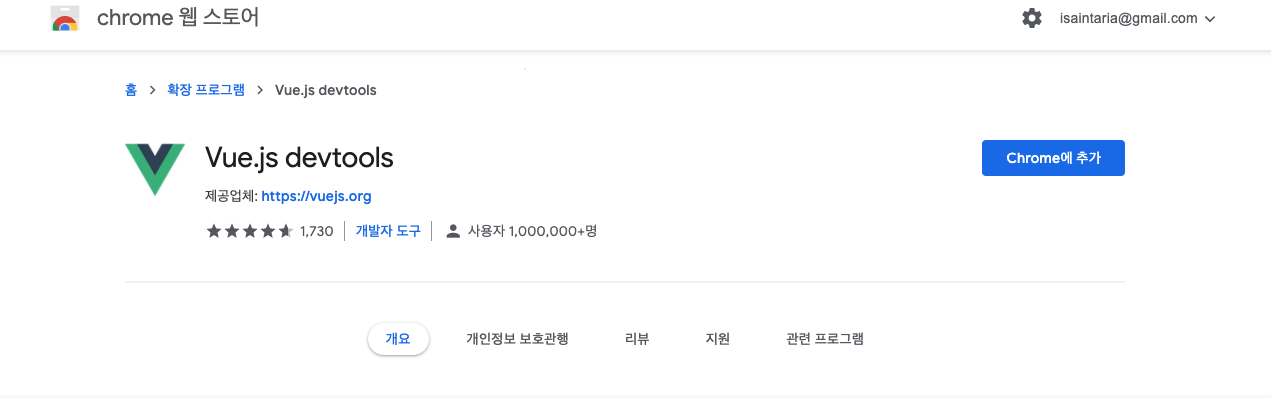 chrome 웹 스토어
isaintaria@gmail.com
홈 > 확장 프로그램 > Vue.js devtools
Vue.js devtools
Chrome에 추가
제공업체: https://vuejs.org
1,730 개발자 도구 사용자 1,000,000+명
개요 개인정보 보호관행 리뷰 지원 관련 프로그램